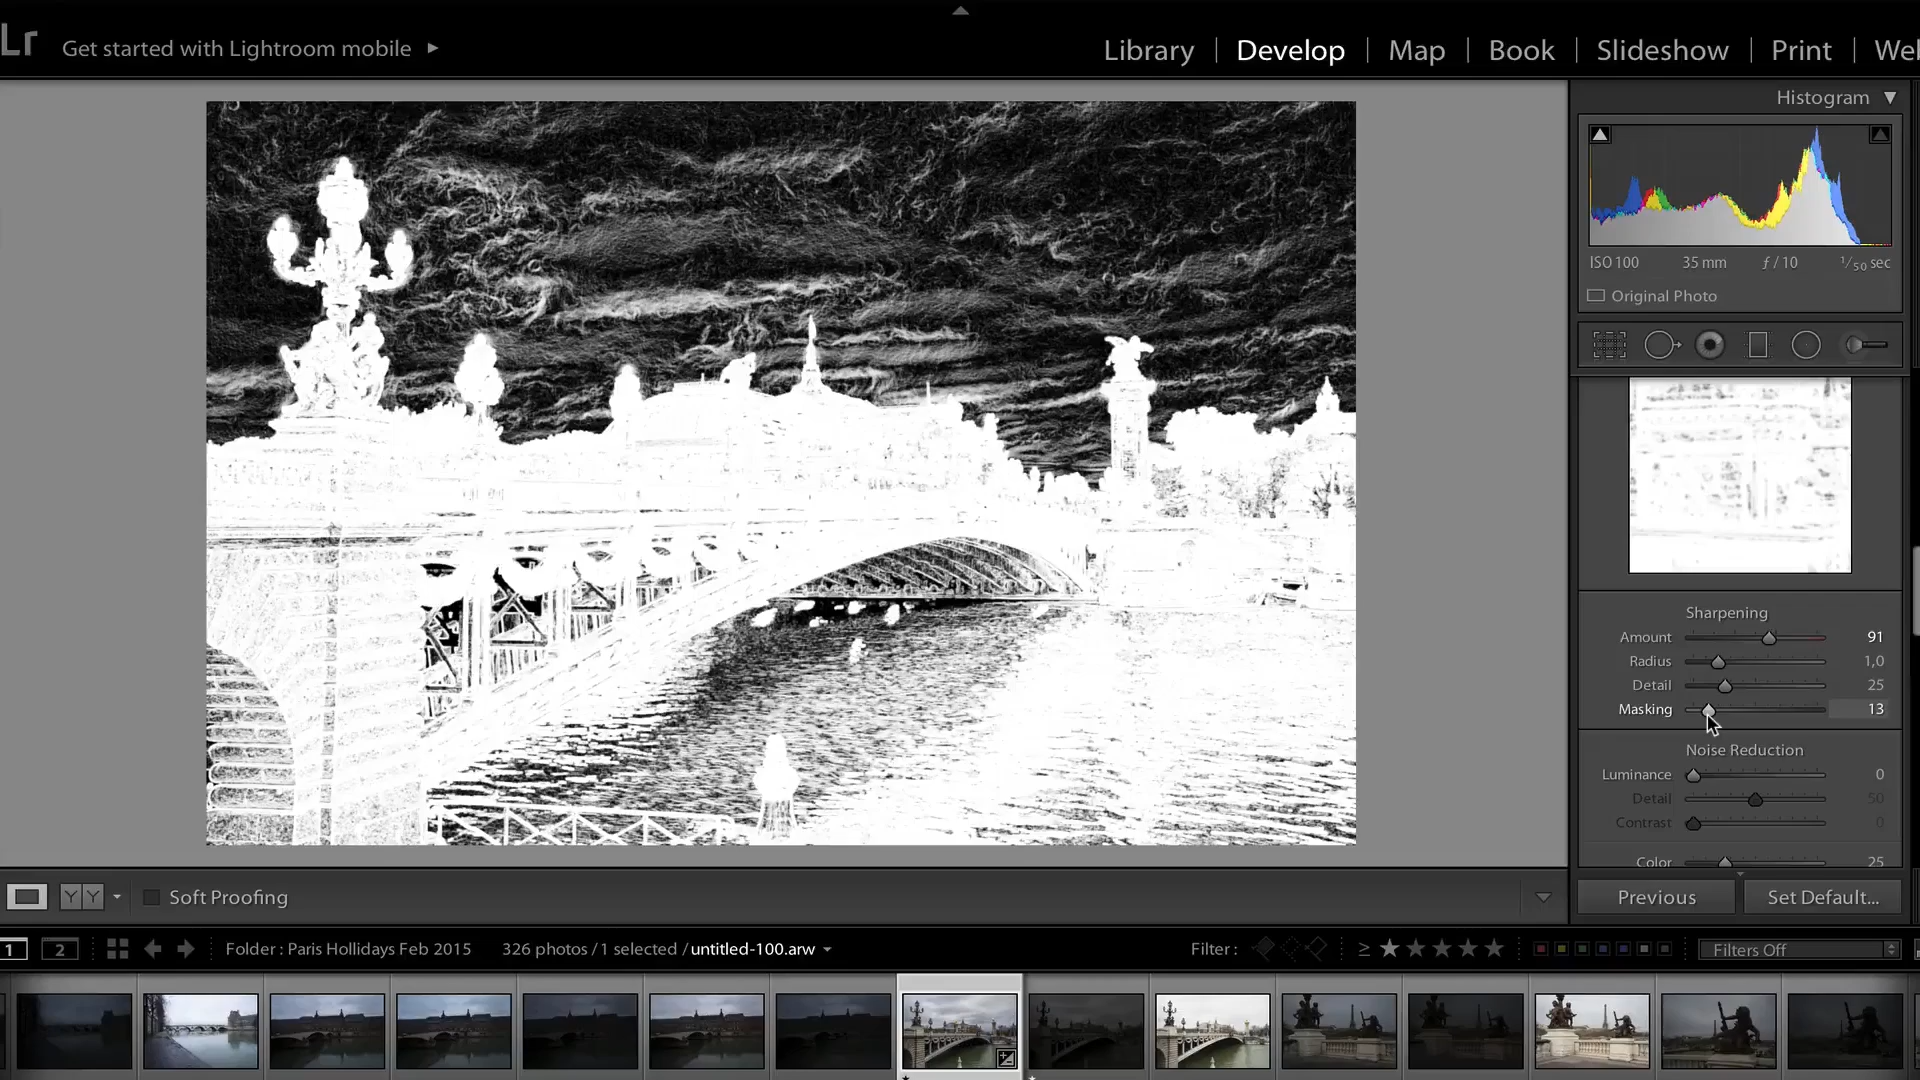 Lr Get started with Lightroom mobile ▶
Library | Develop | Map | Book | Slideshow | Print | We
Histogram ▼
ISO 100 35 mm ƒ / 10 1/50 sec
Original Photo
Sharpening
Amount 91
Radius 1,0
Detail 25
Masking 13
Noise Reduction
Luminance 0
Detail 50
Contrast 0
Color 25
YY Soft Proofing
Previous Set Default...
1 2 Folder : Paris Hollidays Feb 2015 326 photos / 1 selected / untitled-100.arw Filter : ≥ ★★★★★ Filters Off